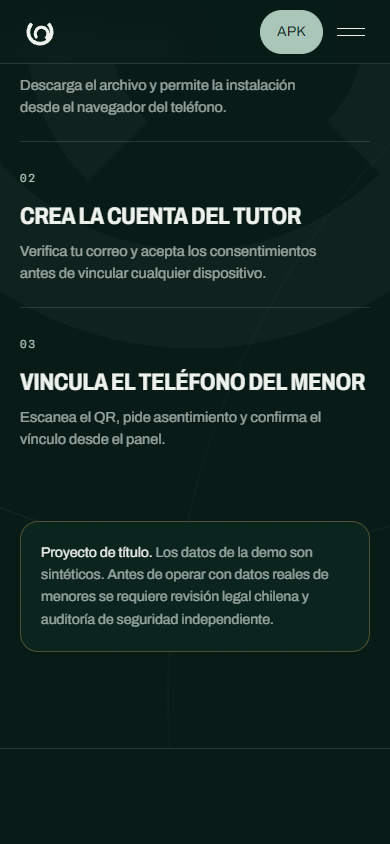 APK
Descarga el archivo y permite la instalación
desde el navegador del teléfono.
02
CREA LA CUENTA DEL TUTOR
Verifica tu correo y acepta los consentimientos
antes de vincular cualquier dispositivo.
03
VINCULA EL TELÉFONO DEL MENOR
Escanea el QR, pide asentimiento y confirma el
vínculo desde el panel.
Proyecto de título. Los datos de la demo son
sintéticos. Antes de operar con datos reales de
menores se requiere revisión legal chilena y
auditoría de seguridad independiente.